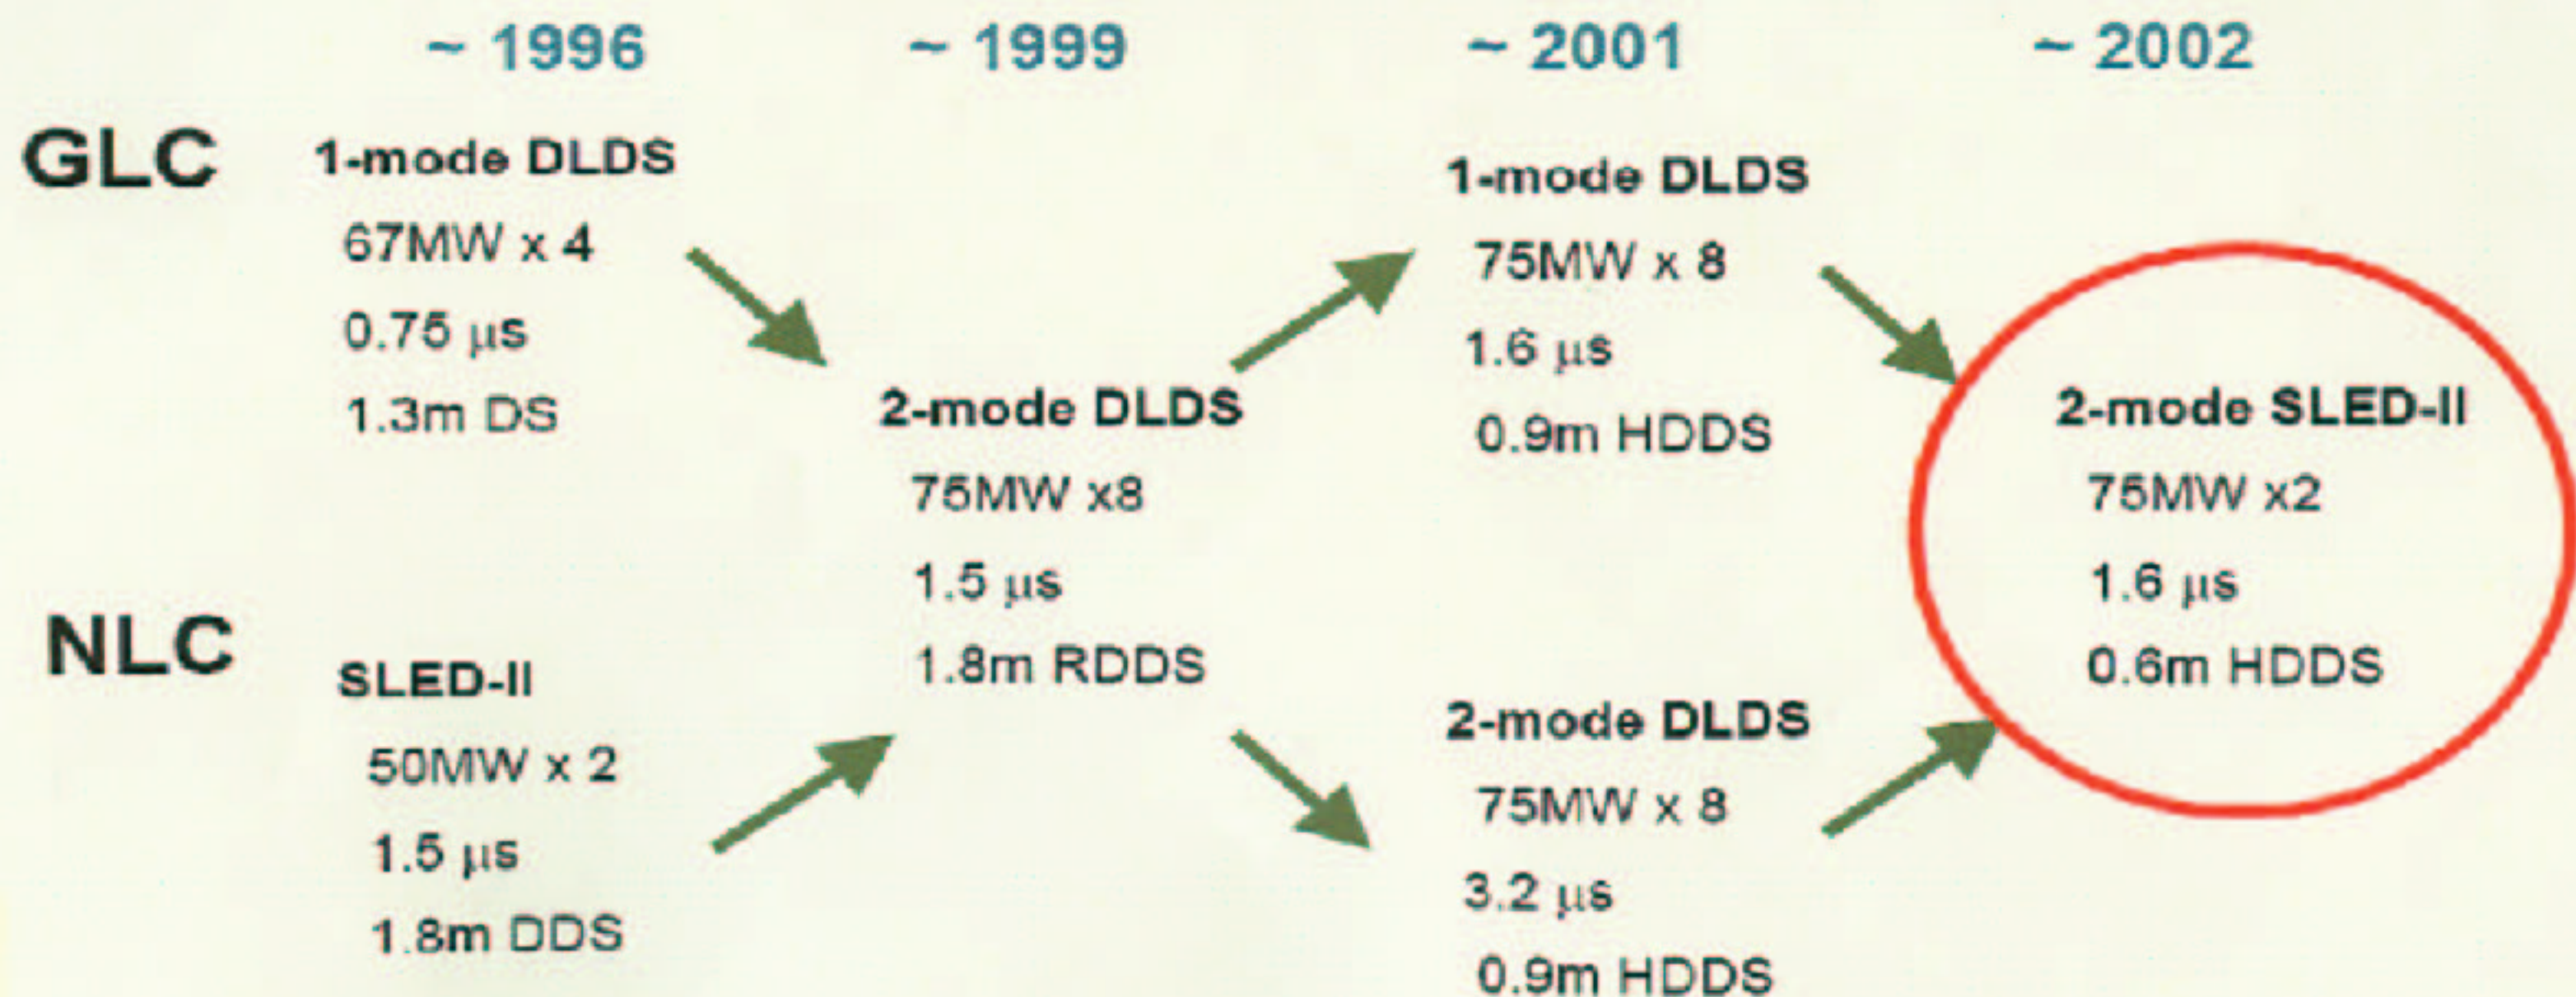 ~ 1996
~ 1999
~ 2001
~ 2002
GLC
1-mode DLDS
67MW x 4
0.75 μs
1.3m DS
NLC
SLED-II
50MW x 2
1.5 μs
1.8m DDS
2-mode DLDS
75MW x8
1.5 μs
1.8m RDDS
1-mode DLDS
75MW x 8
1.6 μs
0.9m HDDS
2-mode DLDS
75MW x 8
3.2 μs
0.9m HDDS
2-mode SLED-II
75MW x2
1.6 μs
0.6m HDDS